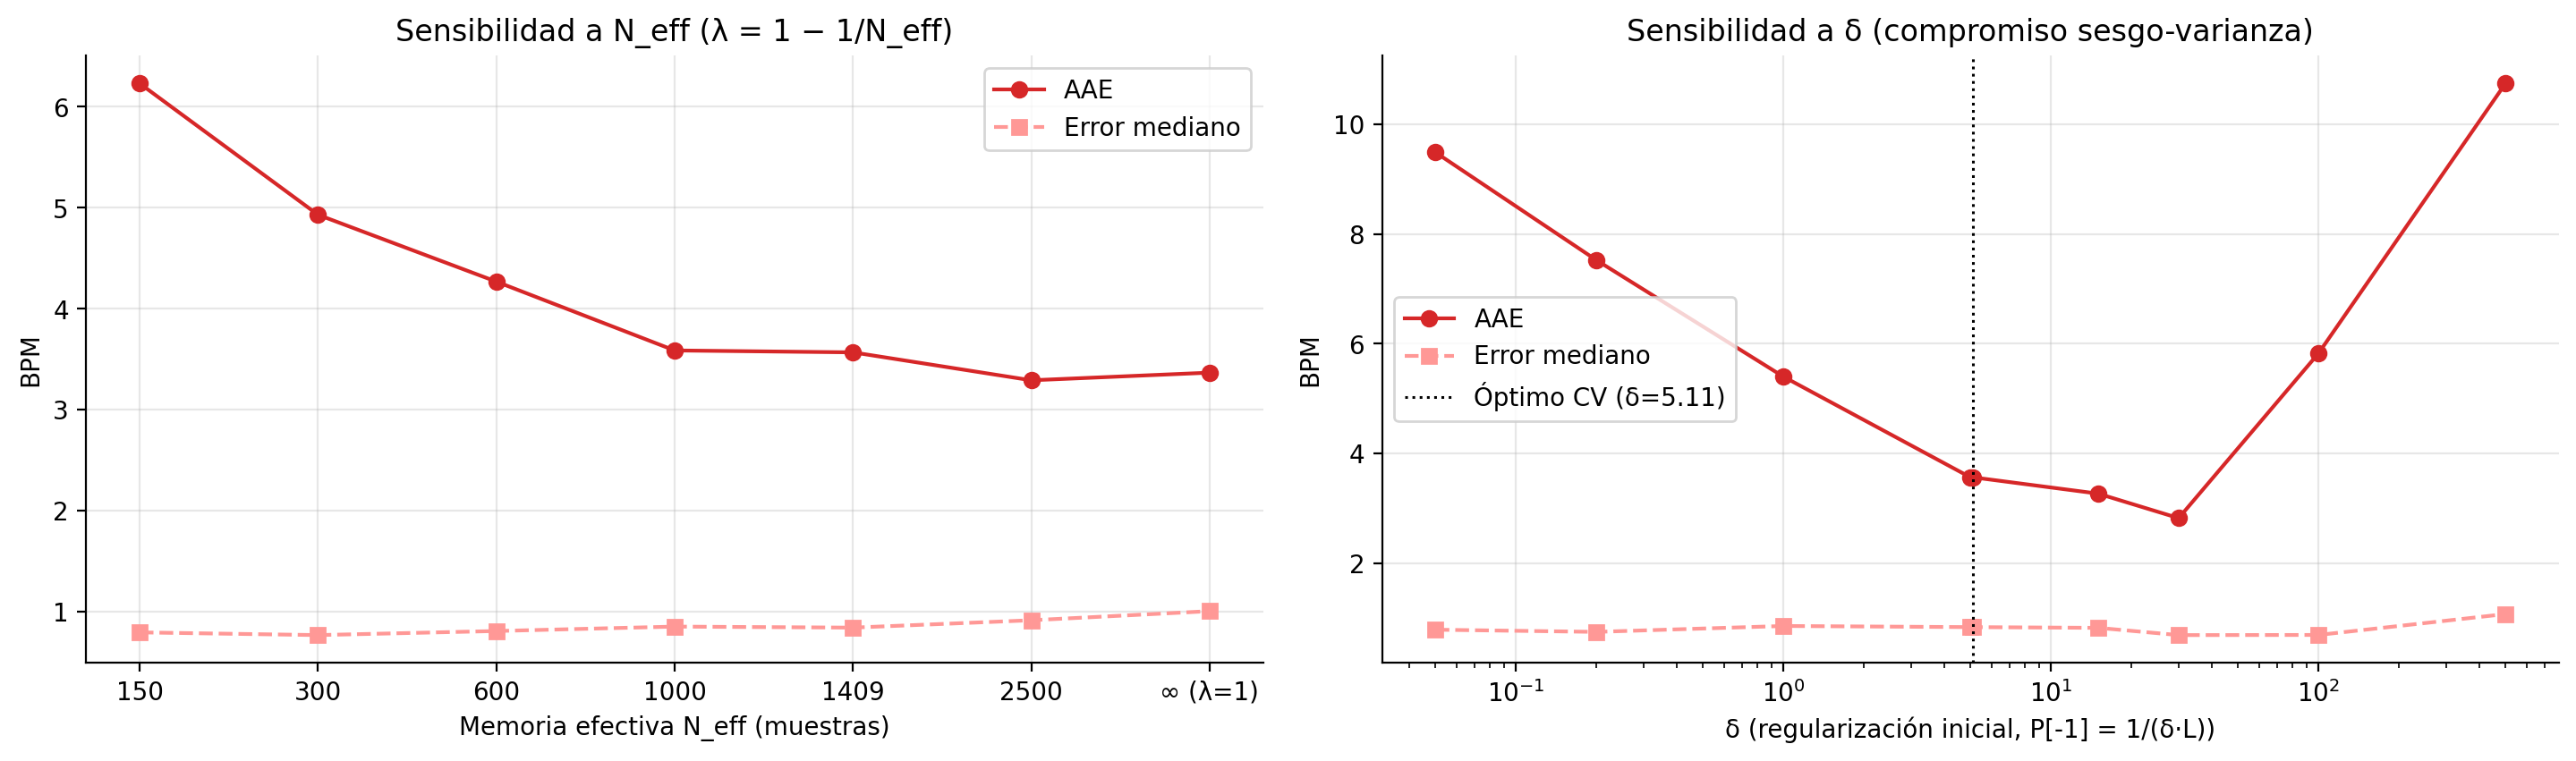 Sensibilidad a N_eff (λ = 1 − 1/N_eff)
AAE
Error mediano
BPM
6
5
4
3
2
1
150 300 600 1000 1409 2500 ∞ (λ=1)
Memoria efectiva N_eff (muestras)
Sensibilidad a δ (compromiso sesgo-varianza)
AAE
Error mediano
Óptimo CV (δ=5.11)
BPM
10
8
6
4
2
10⁻¹ 10⁰ 10¹ 10²
δ (regularización inicial, P[-1] = 1/(δ·L))